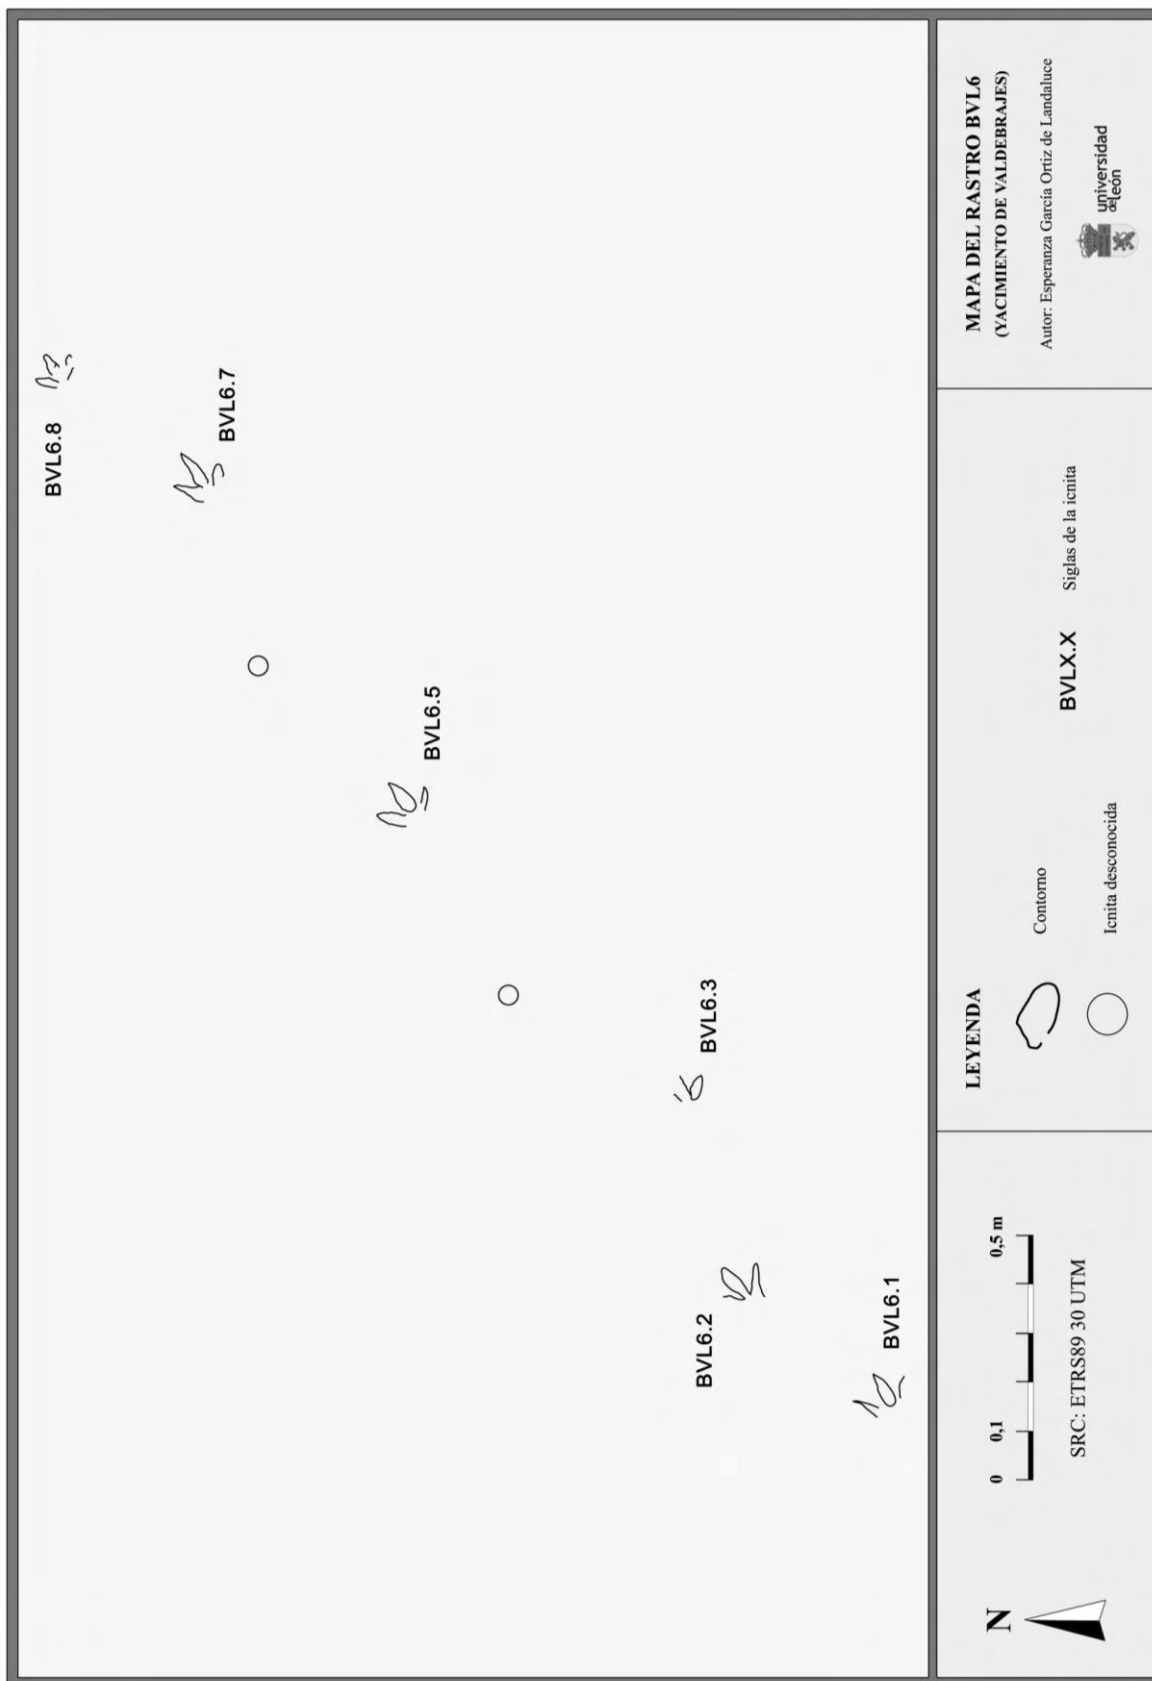 BVL6.8
BVL6.7
BVL6.5
BVL6.3
BVL6.2
BVL6.1
N
0 0,1 0,5 m
SRC: ETRS89 30 UTM
LEYENDA
Contorno
Icnita desconocida
BVLX.X Siglas de la icnita
MAPA DEL RASTRO BVL6
(YACIMIENTO DE VALDEBRAJES)
Autor: Esperanza García Ortiz de Landaluce
universidad
de león